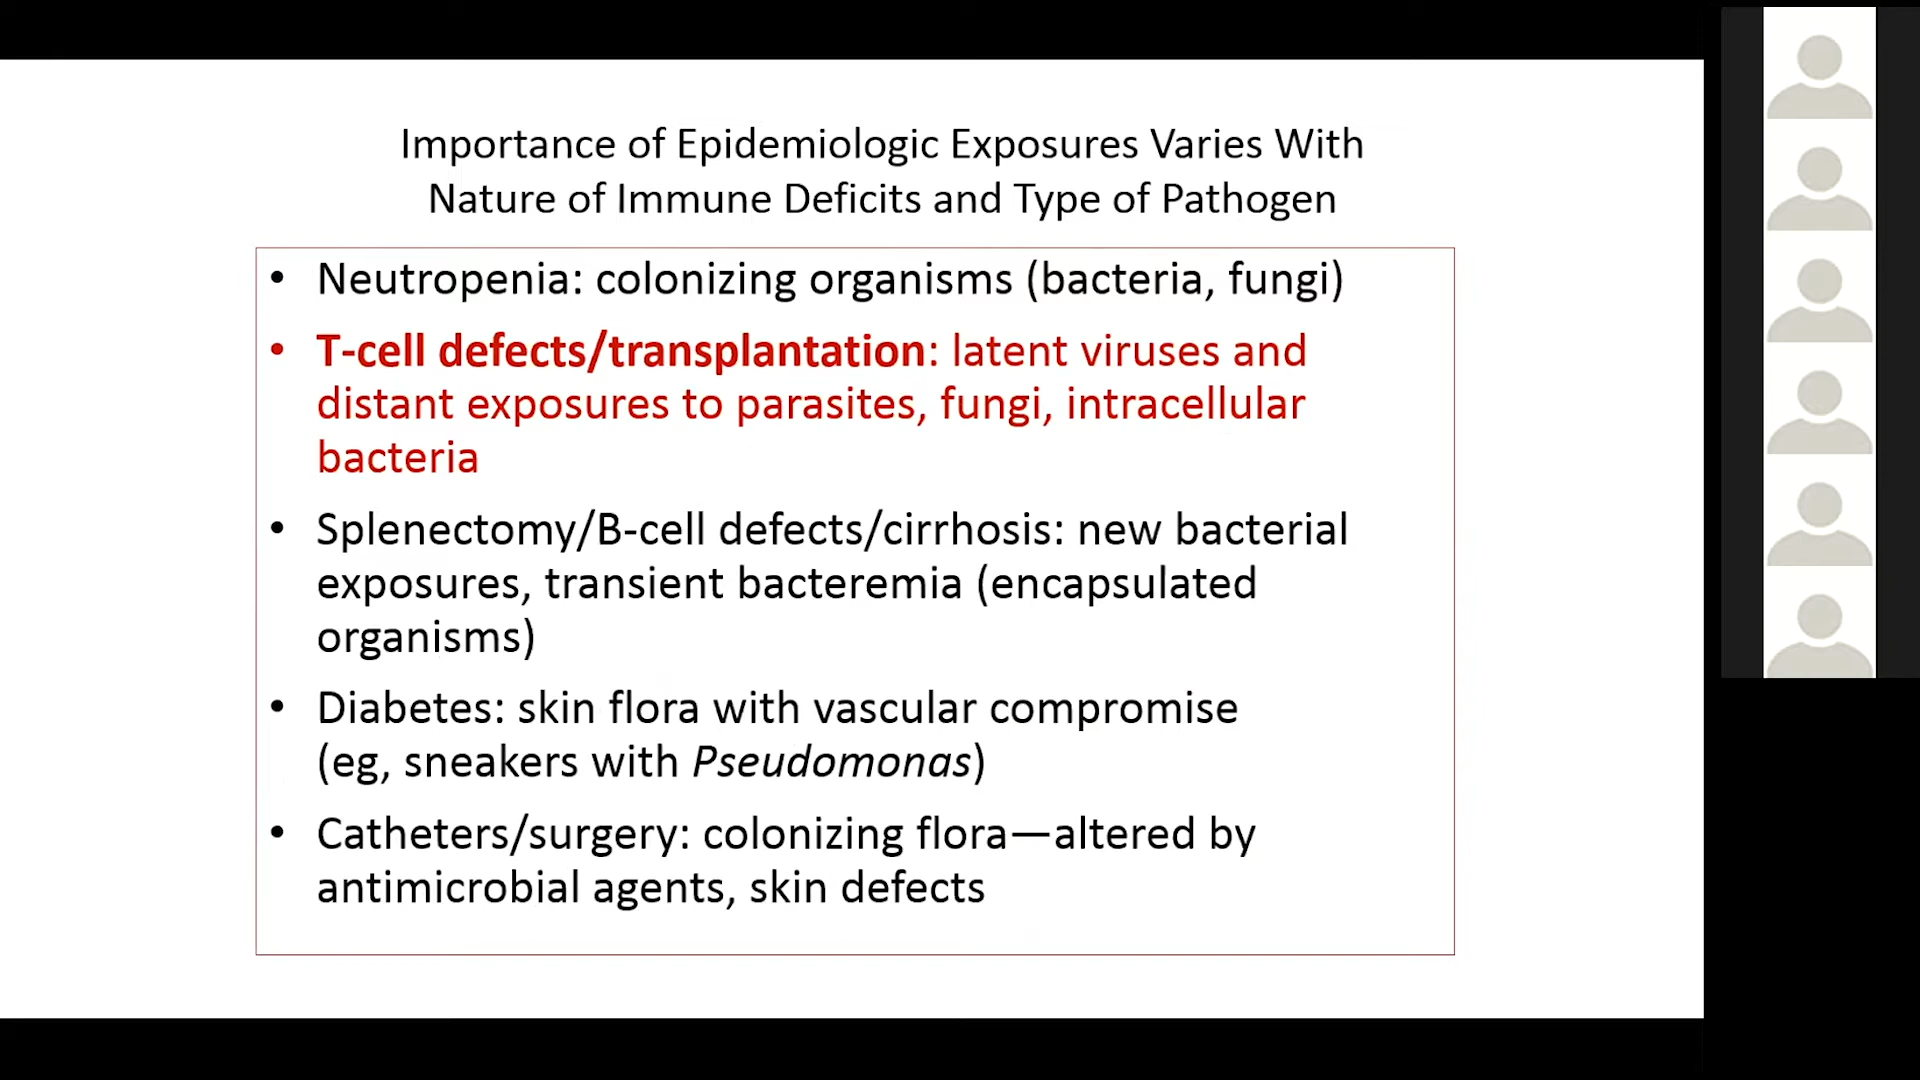 Importance of Epidemiologic Exposures Varies With
Nature of Immune Deficits and Type of Pathogen
• Neutropenia: colonizing organisms (bacteria, fungi)
• T-cell defects/transplantation: latent viruses and
distant exposures to parasites, fungi, intracellular
bacteria
• Splenectomy/B-cell defects/cirrhosis: new bacterial
exposures, transient bacteremia (encapsulated
organisms)
• Diabetes: skin flora with vascular compromise
(eg, sneakers with Pseudomonas)
• Catheters/surgery: colonizing flora—altered by
antimicrobial agents, skin defects